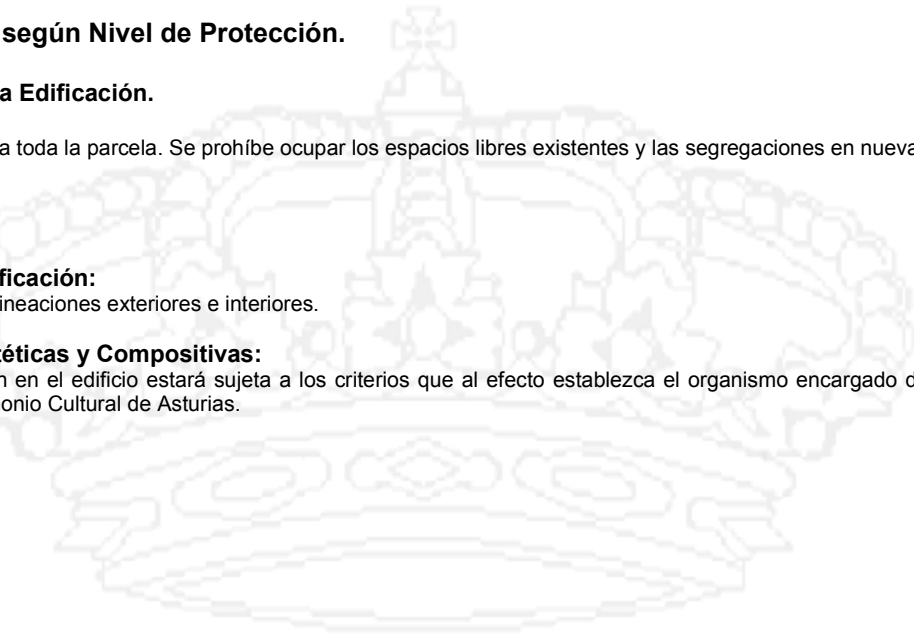 según Nivel de Protección.
a Edificación.
a toda la parcela. Se prohíbe ocupar los espacios libres existentes y las segregaciones en nueva
ficación:
ineaciones exteriores e interiores.
téticas y Compositivas:
n en el edificio estará sujeta a los criterios que al efecto establezca el organismo encargado d
onio Cultural de Asturias.